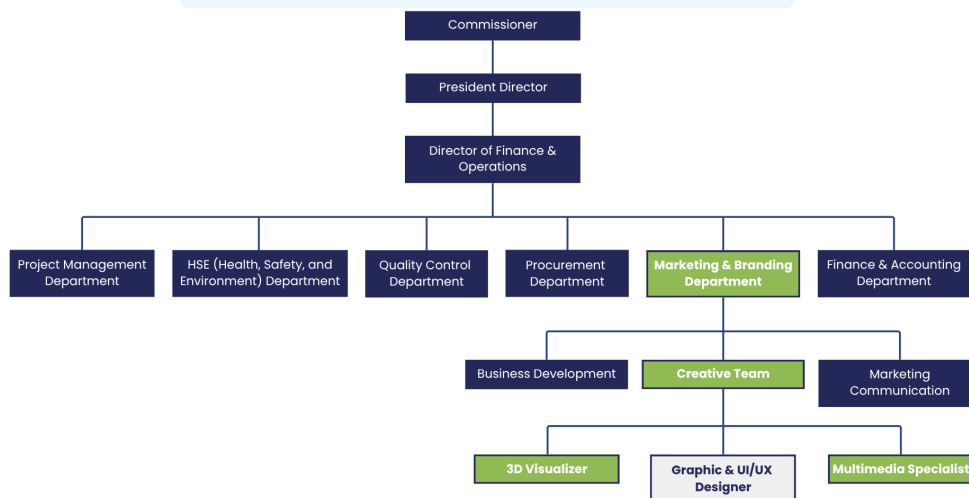 Commissioner
President Director
Director of Finance &
Operations
Project Management
Department
HSE (Health, Safety, and
Environment) Department
Quality Control
Department
Procurement
Department
Marketing & Branding
Department
Finance & Accounting
Department
Business Development
Creative Team
Marketing
Communication
3D Visualizer
Graphic & UI/UX
Designer
Multimedia Specialist